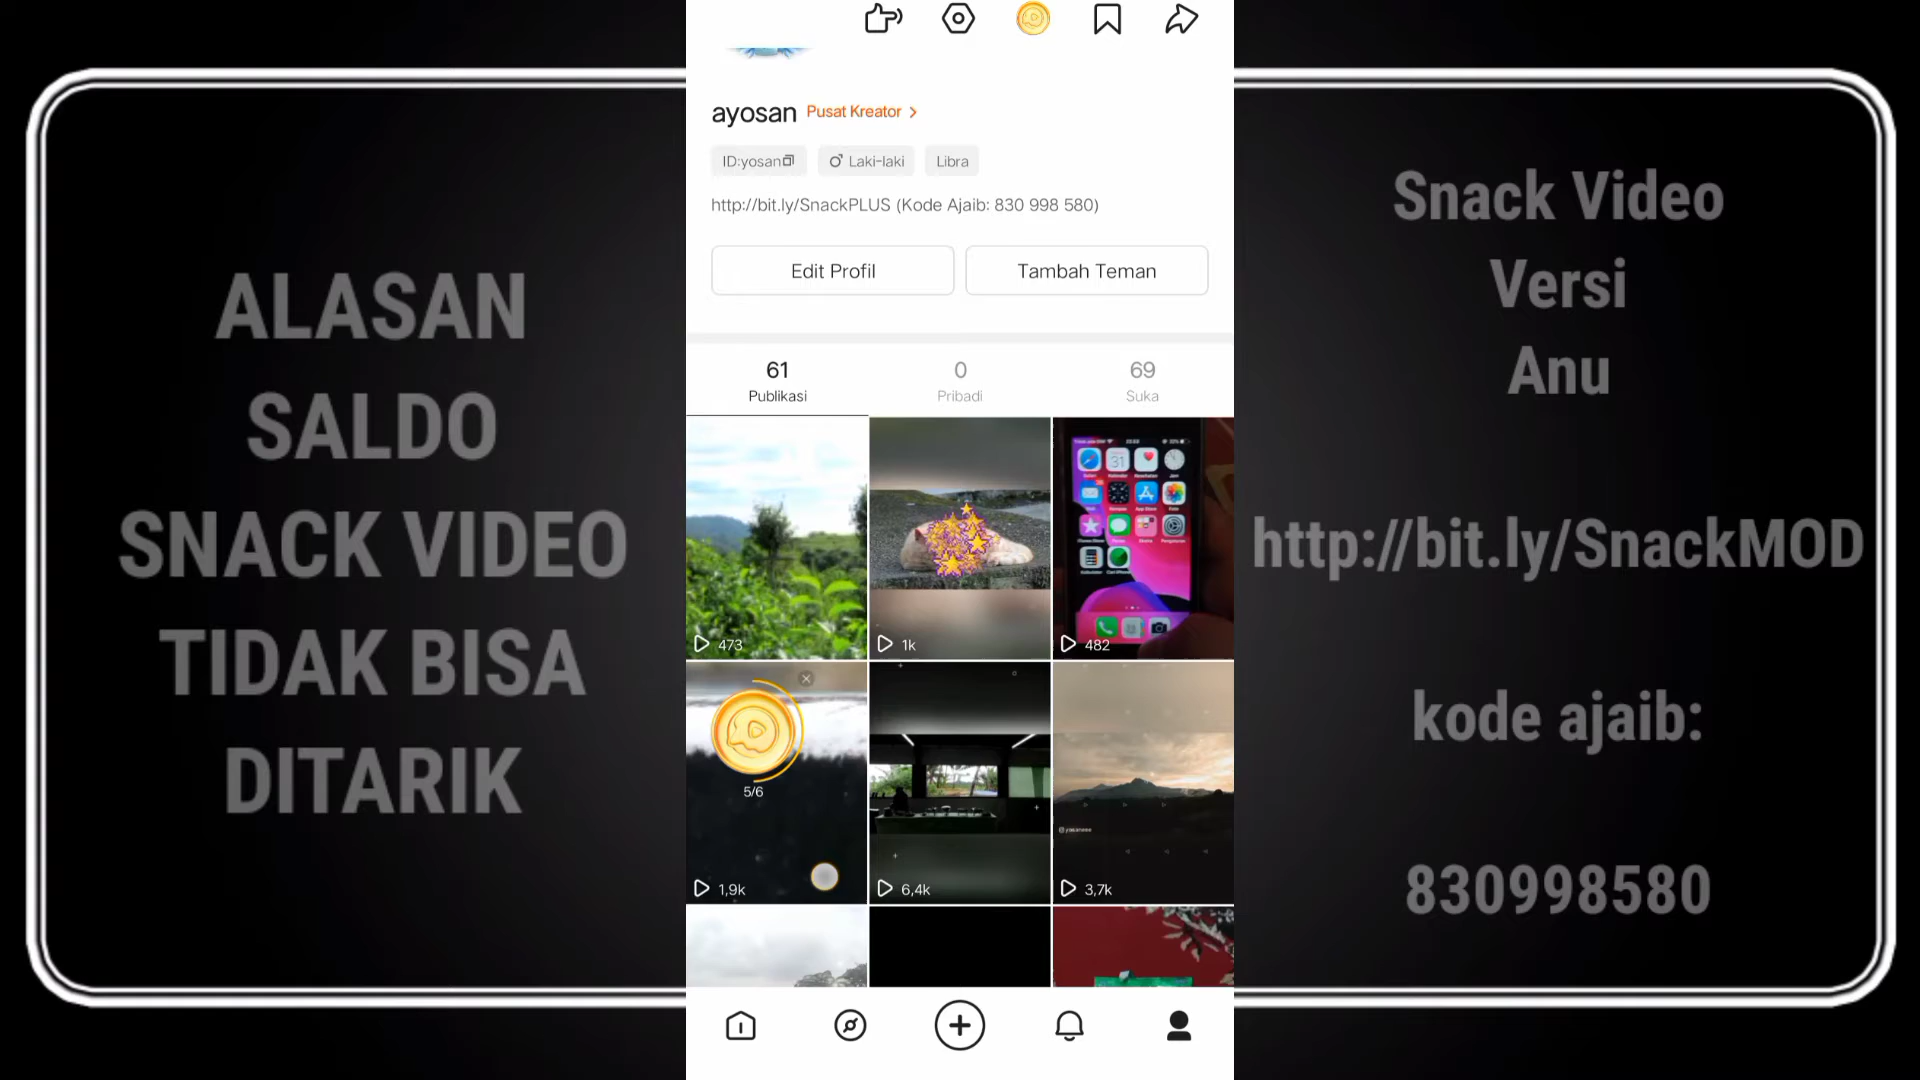 ALASAN
SALDO
SNACK VIDEO
TIDAK BISA
DITARIK
ayosan Pusat Kreator >
ID:yosan
Laki-laki
Libra
http://bit.ly/SnackPLUS (Kode Ajaib: 830 998 580)
Edit Profil
Tambah Teman
61
Publikasi
0
Pribadi
69
Suka
473
1k
482
5/6
1,9k
6,4k
3,7k
Snack Video
Versi
Anu
http://bit.ly/SnackMOD
kode ajaib:
830998580